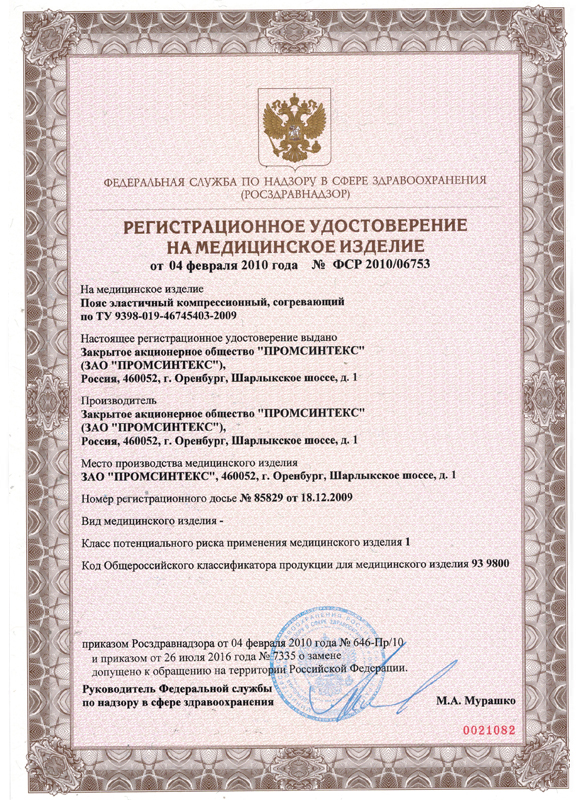 ФЕДЕРАЛЬНАЯ СЛУЖБА ПО НАДЗОРУ В СФЕРЕ ЗДРАВООХРАНЕНИЯ
(РОСЗДРАВНАДЗОР)
РЕГИСТРАЦИОННОЕ УДОСТОВЕРЕНИЕ
НА МЕДИЦИНСКОЕ ИЗДЕЛИЕ
от 04 февраля 2010 года № ФСР 2010/06753
На медицинское изделие
Пояс эластичный компрессионный, согревающий
по ТУ 9398-019-46745403-2009
Настоящее регистрационное удостоверение выдано
Закрытое акционерное общество "ПРОМСИНТЕКС"
(ЗАО "ПРОМСИНТЕКС"),
Россия, 460052, г. Оренбург, Шарлыкское шоссе, д. 1
Производитель
Закрытое акционерное общество "ПРОМСИНТЕКС"
(ЗАО "ПРОМСИНТЕКС"),
Россия, 460052, г. Оренбург, Шарлыкское шоссе, д. 1
Место производства медицинского изделия
ЗАО "ПРОМСИНТЕКС", 460052, г. Оренбург, Шарлыкское шоссе, д. 1
Номер регистрационного досье № 85829 от 18.12.2009
Вид медицинского изделия -
Класс потенциального риска применения медицинского изделия 1
Код Общероссийского классификатора продукции для медицинского изделия 93 9800
приказом Росздравнадзора от 04 февраля 2010 года № 646-Пр/10
и приказом от 26 июля 2016 года № 7335 о замене
допущено к обращению на территории Российской Федерации.
Руководитель Федеральной службы
по надзору в сфере здравоохранения
М.А. Мурашко
0021082